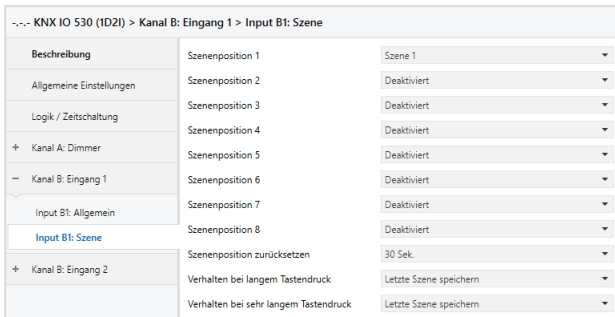 -.-.- KNX IO 530 (1D2I) > Kanal B: Eingang 1 > Input B1: Szene
Beschreibung
Allgemeine Einstellungen
Logik / Zeitschaltung
+ Kanal A: Dimmer
− Kanal B: Eingang 1
Input B1: Allgemein
Input B1: Szene
+ Kanal B: Eingang 2
Szenenposition 1 Szene 1
Szenenposition 2 Deaktiviert
Szenenposition 3 Deaktiviert
Szenenposition 4 Deaktiviert
Szenenposition 5 Deaktiviert
Szenenposition 6 Deaktiviert
Szenenposition 7 Deaktiviert
Szenenposition 8 Deaktiviert
Szenenposition zurücksetzen 30 Sek.
Verhalten bei langem Tastendruck Letzte Szene speichern
Verhalten bei sehr langem Tastendruck Letzte Szene speichern